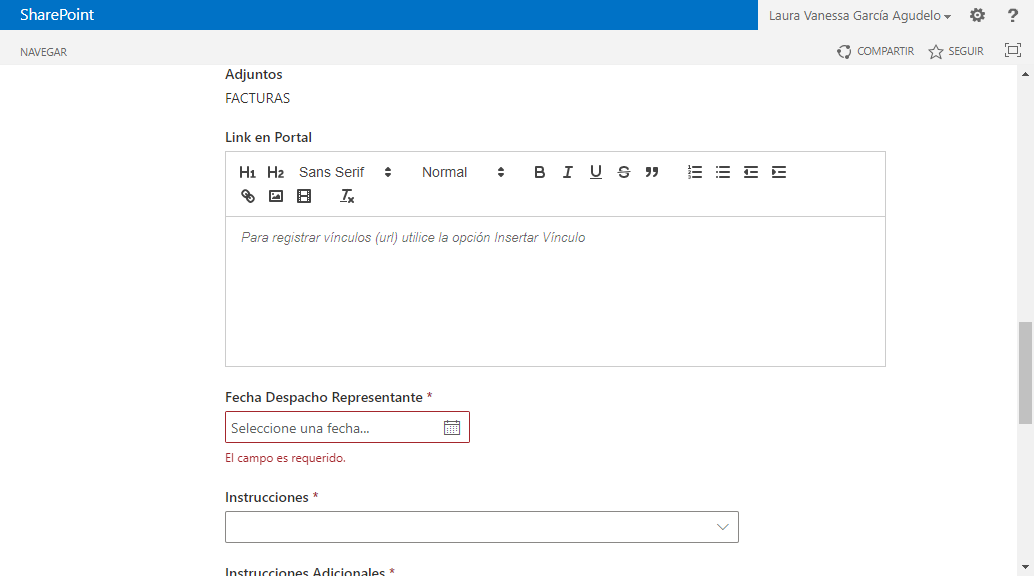 SharePoint
Laura Vanessa García Agudelo
?
NAVEGAR
COMPARTIR
SEGUIR
Adjuntos
FACTURAS
Link en Portal
H1 H2 Sans Serif Normal B I U S ” 
Tx
Para registrar vínculos (url) utilice la opción Insertar Vínculo
Fecha Despacho Representante *
Seleccione una fecha...
El campo es requerido.
Instrucciones *
Instrucciones Adicionales *